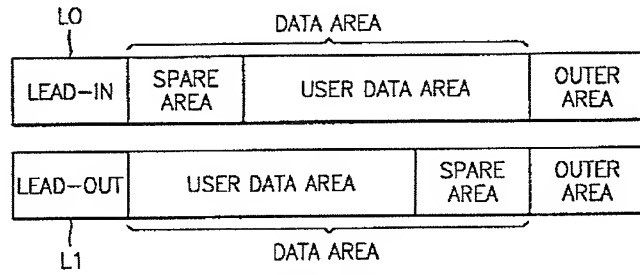 L0
DATA AREA
LEAD-IN
SPARE AREA
USER DATA AREA
OUTER AREA
LEAD-OUT
USER DATA AREA
SPARE AREA
OUTER AREA
L1
DATA AREA